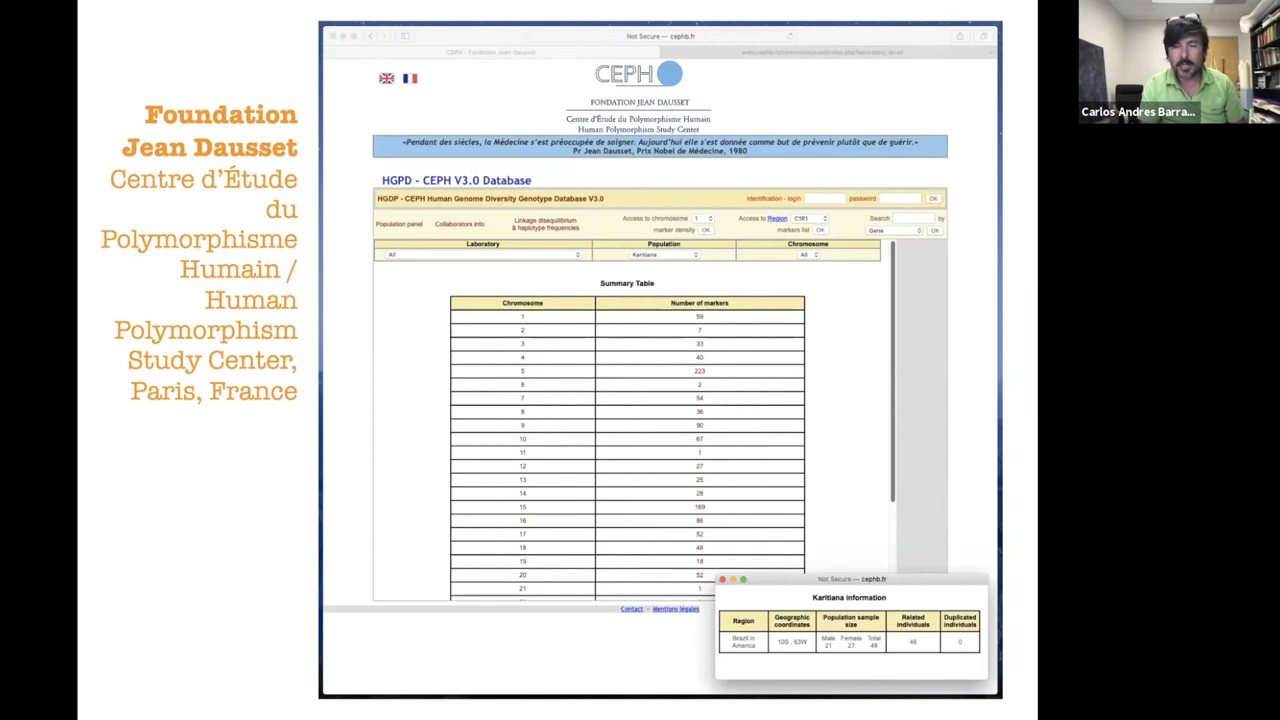 Foundation
Jean Dausset
Centre d'Étude
du
Polymorphisme
Humain /
Human
Polymorphism
Study Center,
Paris, France
Not Secure — cephb.fr
CEPH - Fondation Jean Dausset
CEPH
FONDATION JEAN DAUSSET
Centre d'Étude du Polymorphisme Humain
Human Polymorphism Study Center
«Pendant des siècles, la Médecine s'est préoccupée de soigner. Aujourd'hui elle s'est donnée comme but de prévenir plutôt que de guérir.»
Pr Jean Dausset, Prix Nobel de Médecine, 1980
HGPD - CEPH V3.0 Database
HGDP - CEPH Human Genome Diversity Genotype Database V3.0 Identification - login password OK
Population panel Collaborators info Linkage disequilibrium & haplotype frequencies
Access to chromosome 1 marker density OK
Access to Region C1R1 markers list OK
Search by Gene OK
Laboratory Population Chromosome
All Karitiana All
Summary Table
Chromosome Number of markers
1 59
2 7
3 33
4 40
5 223
6 2
7 54
8 36
9 90
10 67
11 1
12 27
13 25
14 28
15 169
16 86
17 52
18 48
19 18
20 52
21 1
Contact > Mentions légales
Not Secure — cephb.fr
Karitiana information
Region Geographic coordinates Population sample size Related individuals Duplicated individuals
Brazil in America 10S , 63W Male 21 Female 27 Total 48 46 0
Carlos Andres Barra...